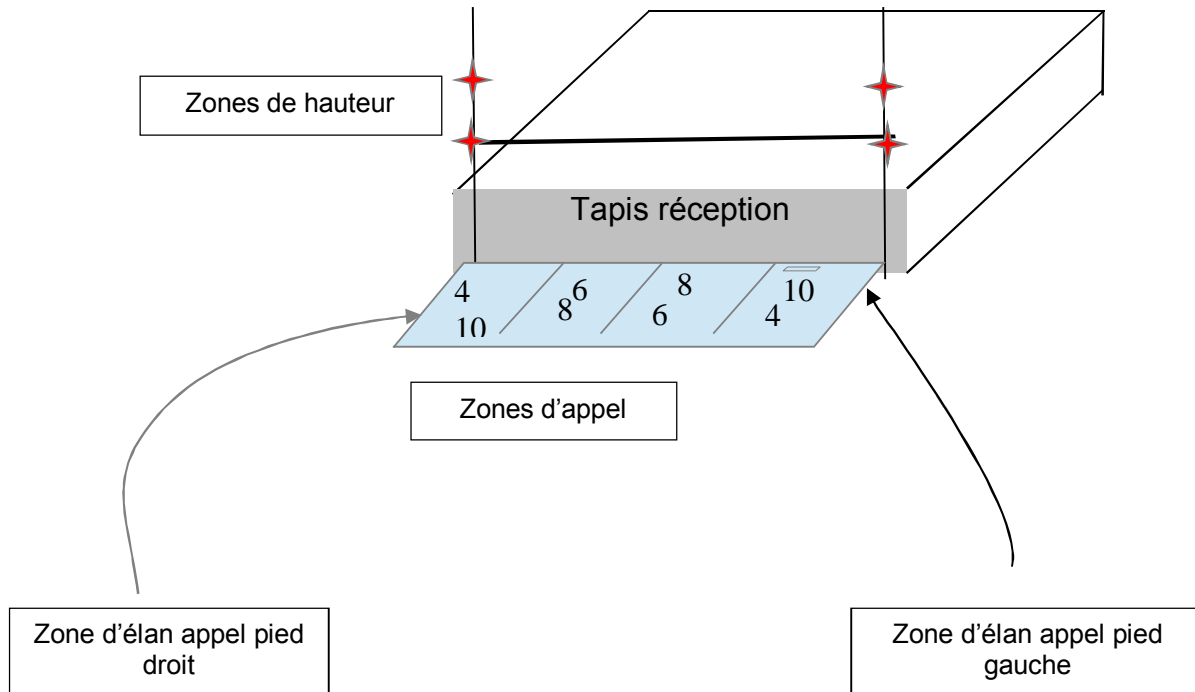 Zones de hauteur
Tapis réception
4 6 8 10
10 8 6 4
Zones d'appel
Zone d'élan appel pied
droit
Zone d'élan appel pied
gauche